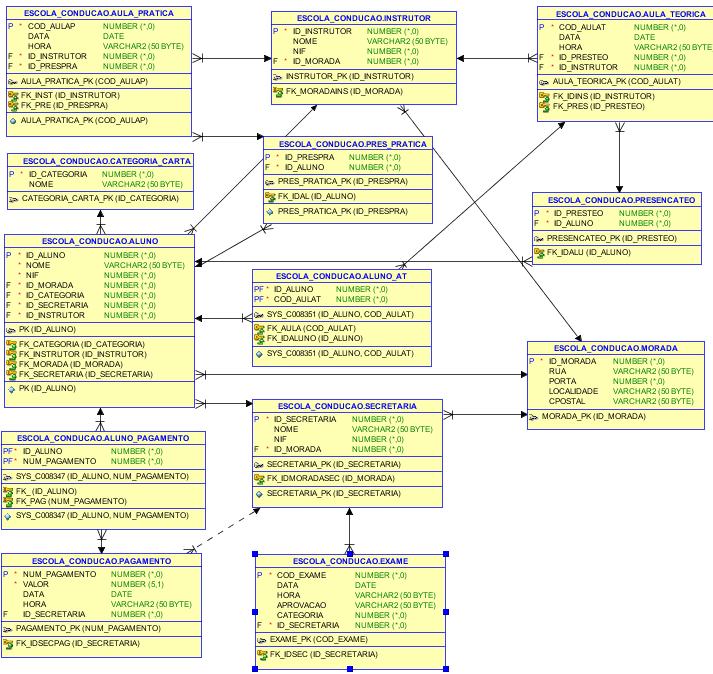 ESCOLA_CONDUCAO.AULA_PRATICA
P * COD_AULAP NUMBER (*,0)
DATA DATE
HORA VARCHAR2 (50 BYTE)
F * ID_INSTRUTOR NUMBER (*,0)
F * ID_PRESPRA NUMBER (*,0)
AULA_PRATICA_PK (COD_AULAP)
FK_INST (ID_INSTRUTOR)
FK_PRE (ID_PRESPRA)
AULA_PRATICA_PK (COD_AULAP)
ESCOLA_CONDUCAO.INSTRUTOR
P * ID_INSTRUTOR NUMBER (*,0)
NOME VARCHAR2 (50 BYTE)
NIF NUMBER (*,0)
F * ID_MORADA NUMBER (*,0)
INSTRUTOR_PK (ID_INSTRUTOR)
FK_MORADAINS (ID_MORADA)
ESCOLA_CONDUCAO.AULA_TEORICA
P * COD_AULAT NUMBER (*,0)
DATA DATE
HORA VARCHAR2 (50 BYTE
F * ID_PRESTEO NUMBER (*,0)
F * ID_INSTRUTOR NUMBER (*,0)
AULA_TEORICA_PK (COD_AULAT)
FK_IDINS (ID_INSTRUTOR)
FK_PRES (ID_PRESTEO)
ESCOLA_CONDUCAO.PRES_PRATICA
P * ID_PRESPRA NUMBER (*,0)
F * ID_ALUNO NUMBER (*,0)
PRES_PRATICA_PK (ID_PRESPRA)
FK_IDAL (ID_ALUNO)
PRES_PRATICA_PK (ID_PRESPRA)
ESCOLA_CONDUCAO.CATEGORIA_CARTA
P * ID_CATEGORIA NUMBER (*,0)
NOME VARCHAR2 (50 BYTE)
CATEGORIA_CARTA_PK (ID_CATEGORIA)
ESCOLA_CONDUCAO.PRESENCATEO
P * ID_PRESTEO NUMBER (*,0)
F * ID_ALUNO NUMBER (*,0)
PRESENCATEO_PK (ID_PRESTEO)
FK_IDALU (ID_ALUNO)
ESCOLA_CONDUCAO.ALUNO
P * ID_ALUNO NUMBER (*,0)
* NOME VARCHAR2 (50 BYTE)
* NIF NUMBER (*,0)
F * ID_MORADA NUMBER (*,0)
F * ID_CATEGORIA NUMBER (*,0)
F * ID_SECRETARIA NUMBER (*,0)
F * ID_INSTRUTOR NUMBER (*,0)
PK (ID_ALUNO)
FK_CATEGORIA (ID_CATEGORIA)
FK_INSTRUTOR (ID_INSTRUTOR)
FK_MORADA (ID_MORADA)
FK_SECRETARIA (ID_SECRETARIA)
PK (ID_ALUNO)
ESCOLA_CONDUCAO.ALUNO_AT
PF * ID_ALUNO NUMBER (*,0)
PF * COD_AULAT NUMBER (*,0)
SYS_C008351 (ID_ALUNO, COD_AULAT)
FK_AULA (COD_AULAT)
FK_IDALUNO (ID_ALUNO)
SYS_C008351 (ID_ALUNO, COD_AULAT)
ESCOLA_CONDUCAO.MORADA
P * ID_MORADA NUMBER (*,0)
RUA VARCHAR2 (50 BYTE)
PORTA NUMBER (*,0)
LOCALIDADE VARCHAR2 (50 BYTE)
CPOSTAL VARCHAR2 (50 BYTE)
MORADA_PK (ID_MORADA)
ESCOLA_CONDUCAO.SECRETARIA
P * ID_SECRETARIA NUMBER (*,0)
NOME VARCHAR2 (50 BYTE)
NIF NUMBER (*,0)
F * ID_MORADA NUMBER (*,0)
SECRETARIA_PK (ID_SECRETARIA)
FK_IDMORADASEC (ID_MORADA)
SECRETARIA_PK (ID_SECRETARIA)
ESCOLA_CONDUCAO.ALUNO_PAGAMENTO
PF * ID_ALUNO NUMBER (*,0)
PF * NUM_PAGAMENTO NUMBER (*,0)
SYS_C008347 (ID_ALUNO, NUM_PAGAMENTO)
FK_ (ID_ALUNO)
FK_PAG (NUM_PAGAMENTO)
SYS_C008347 (ID_ALUNO, NUM_PAGAMENTO)
ESCOLA_CONDUCAO.PAGAMENTO
P * NUM_PAGAMENTO NUMBER (*,0)
* VALOR NUMBER (5,1)
DATA DATE
HORA VARCHAR2 (50 BYTE)
F ID_SECRETARIA NUMBER (*,0)
PAGAMENTO_PK (NUM_PAGAMENTO)
FK_IDSECPAG (ID_SECRETARIA)
ESCOLA_CONDUCAO.EXAME
P * COD_EXAME NUMBER (*,0)
DATA DATE
HORA VARCHAR2 (50 BYTE)
APROVACAO VARCHAR2 (50 BYTE)
CATEGORIA NUMBER (*,0)
F * ID_SECRETARIA NUMBER (*,0)
EXAME_PK (COD_EXAME)
FK_IDSEC (ID_SECRETARIA)